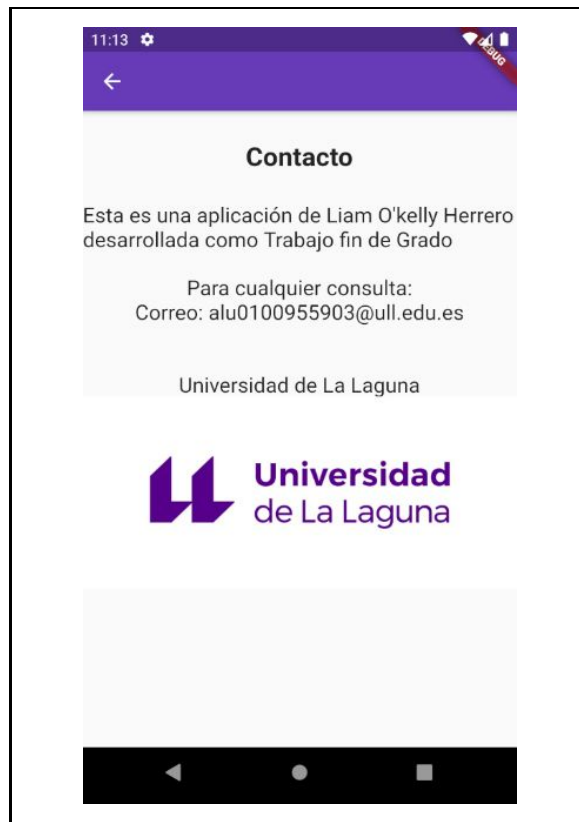 11:13
DEBUG
Contacto
Esta es una aplicación de Liam O'kelly Herrero
desarrollada como Trabajo fin de Grado
Para cualquier consulta:
Correo: alu0100955903@ull.edu.es
Universidad de La Laguna
Universidad
de La Laguna